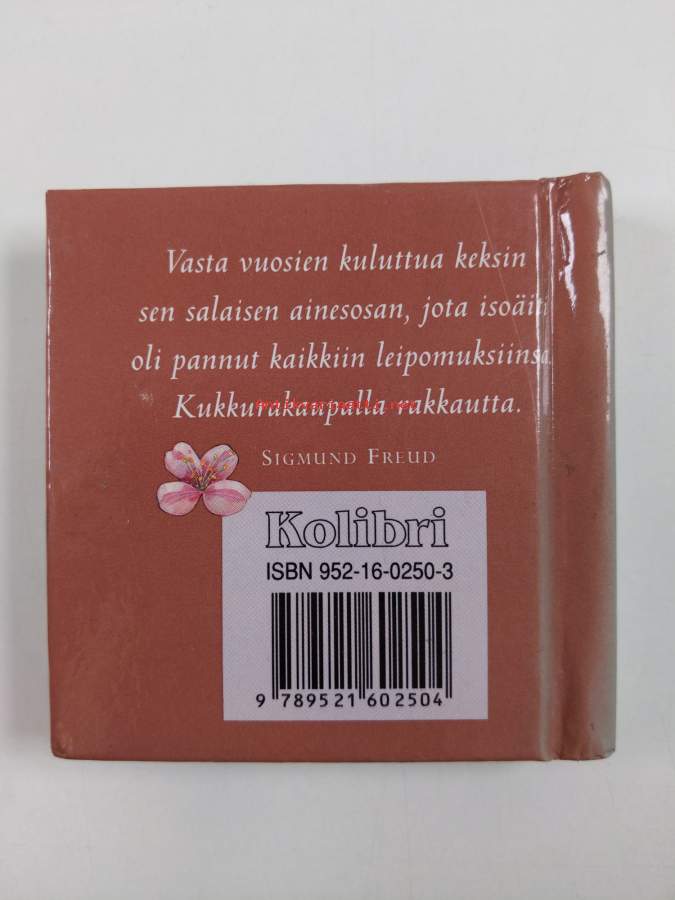 Vasta vuosien kuluttua keksin
sen salaisen ainesosan, jota isoäiti
oli pannut kaikkiin leipomuksiinsa.
Kukkurakaupalla rakkautta.
SIGMUND FREUD
Kolibri
ISBN 952-16-0250-3
9 789521 602504